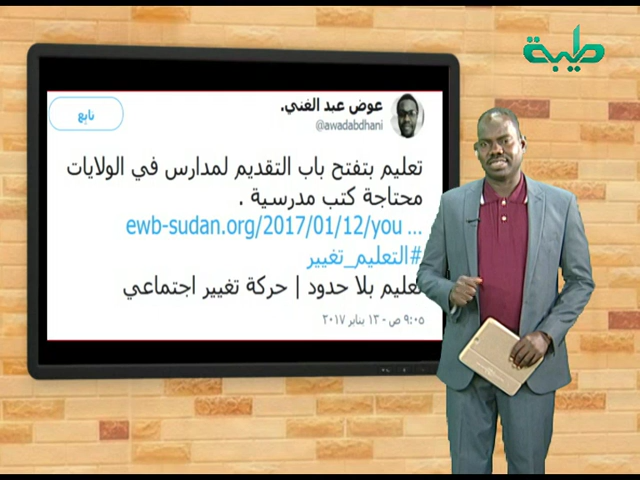 طيبة
عوض عبد الغني.
@awadabdhani
تابع
تعليم بتفتح باب التقديم لمدارس في الولايات
محتاجة كتب مدرسية .
ewb-sudan.org/2017/01/12/you ...
#التعليم_تغيير
تعليم بلا حدود | حركة تغيير اجتماعي
٩:٠٥ ص - ١٣ يناير ٢٠١٧